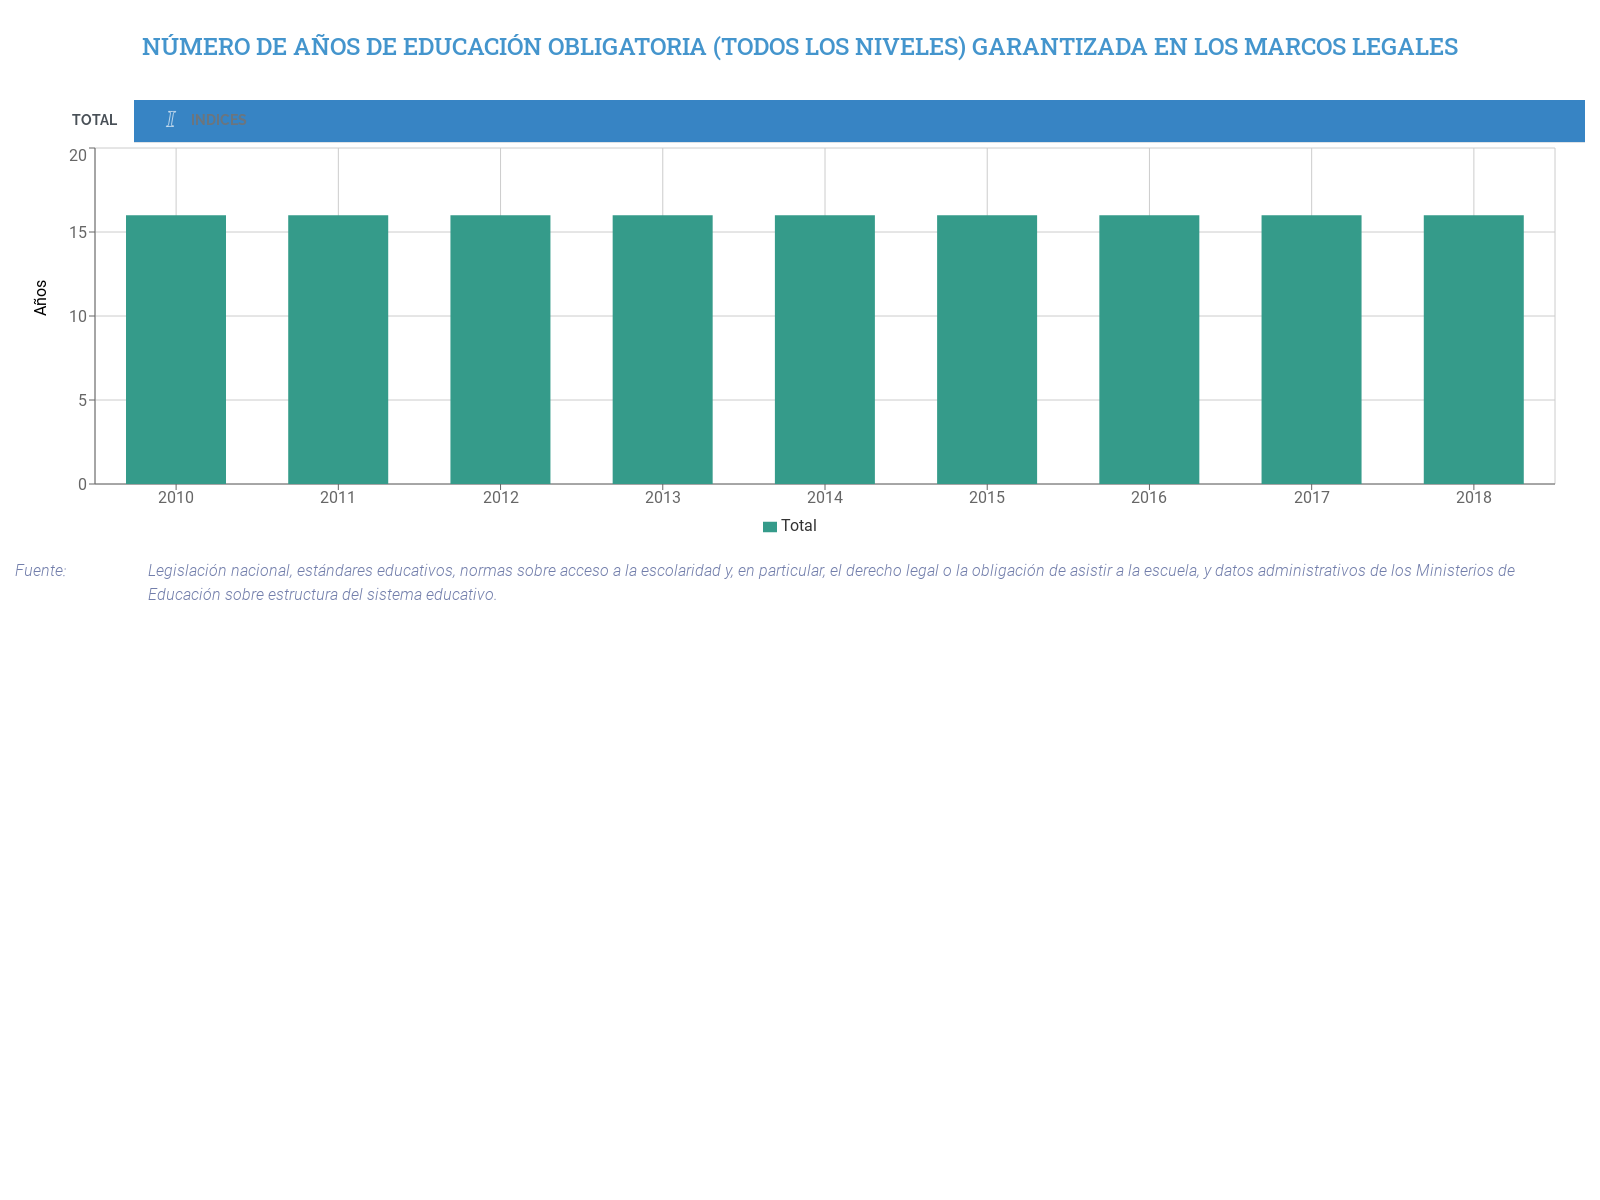 NÚMERO DE AÑOS DE EDUCACIÓN OBLIGATORIA (TODOS LOS NIVELES) GARANTIZADA EN LOS MARCOS LEGALES
TOTAL
INDICES
20
15
10
5
0
Años
2010 2011 2012 2013 2014 2015 2016 2017 2018
Total
Fuente: Legislación nacional, estándares educativos, normas sobre acceso a la escolaridad y, en particular, el derecho legal o la obligación de asistir a la escuela, y datos administrativos de los Ministerios de
Educación sobre estructura del sistema educativo.